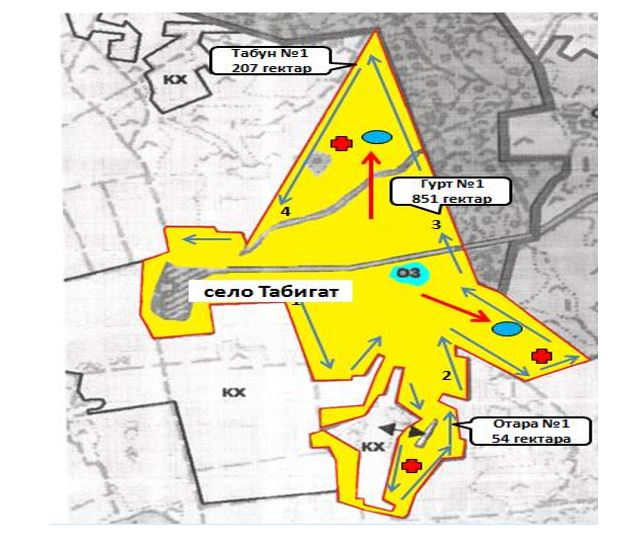 Табун №1
207 гектар
КХ
4
Гурт №1
851 гектар
3
ОЗ
село Табигат
1
2
КХ
Отара №1
54 гектара
КХ